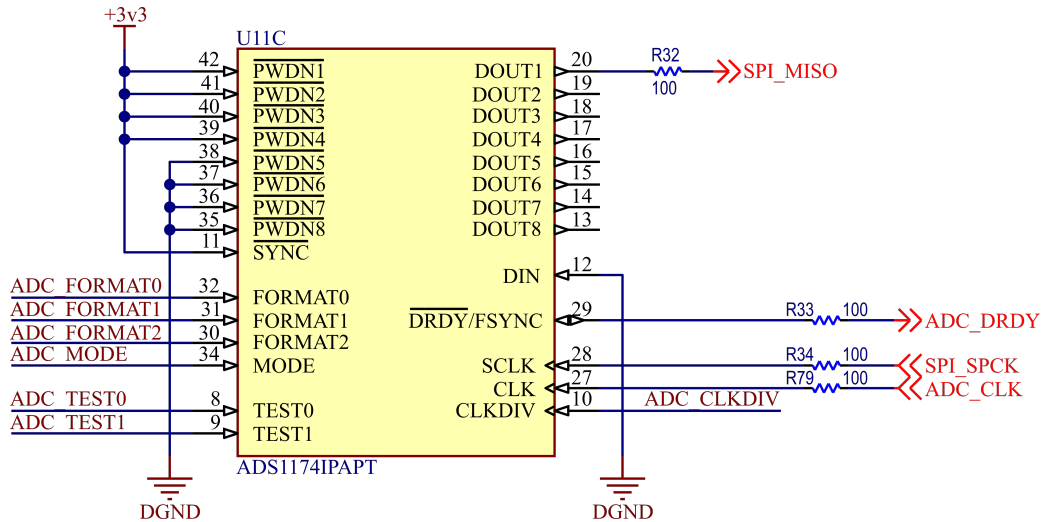 +3v3
U11C
42 PWDN1 DOUT1 20 R32 100 SPI_MISO
41 PWDN2 DOUT2 19
40 PWDN3 DOUT3 18
39 PWDN4 DOUT4 17
38 PWDN5 DOUT5 16
37 PWDN6 DOUT6 15
36 PWDN7 DOUT7 14
35 PWDN8 DOUT8 13
11 SYNC
DIN 12
ADC_FORMAT0 32 FORMAT0
ADC_FORMAT1 31 FORMAT1 DRDY/FSYNC 29 R33 100 ADC_DRDY
ADC_FORMAT2 30 FORMAT2
ADC_MODE 34 MODE SCLK 28 R34 100 SPI_SPCK
CLK 27 R79 100 ADC_CLK
ADC_TEST0 8 TEST0 CLKDIV 10 ADC_CLKDIV
ADC_TEST1 9 TEST1
ADS1174IPAPT
DGND DGND